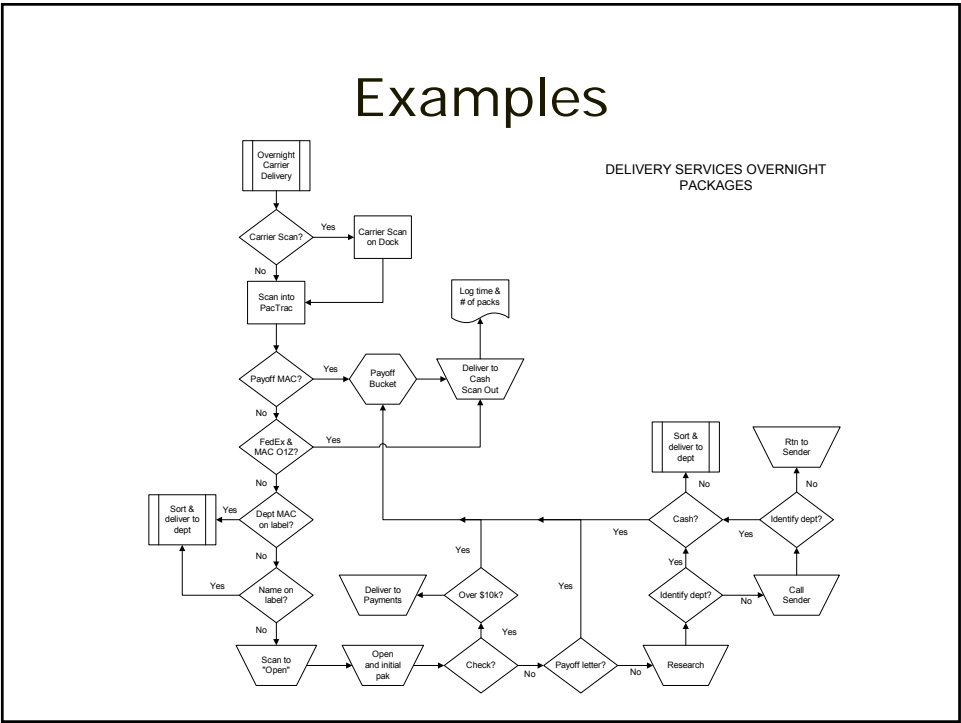 Examples
DELIVERY SERVICES OVERNIGHT
PACKAGES
Overnight
Carrier
Delivery
Carrier Scan?
Yes
Carrier Scan
on Dock
No
Scan into
PacTrac
Log time &
# of packs
Payoff MAC?
Yes
Payoff
Bucket
Deliver to
Cash
Scan Out
No
FedEx &
MAC O1Z?
Yes
No
Sort &
deliver to
dept
Yes
Dept MAC
on label?
No
Yes
Name on
label?
No
Scan to
"Open"
Open
and initial
pak
Check?
Yes
Over $10k?
Deliver to
Payments
Yes
No
Payoff letter?
Yes
No
Research
Identify dept?
Yes
No
Call
Sender
Identify dept?
Yes
No
Rtn to
Sender
Cash?
Yes
No
Sort &
deliver to
dept